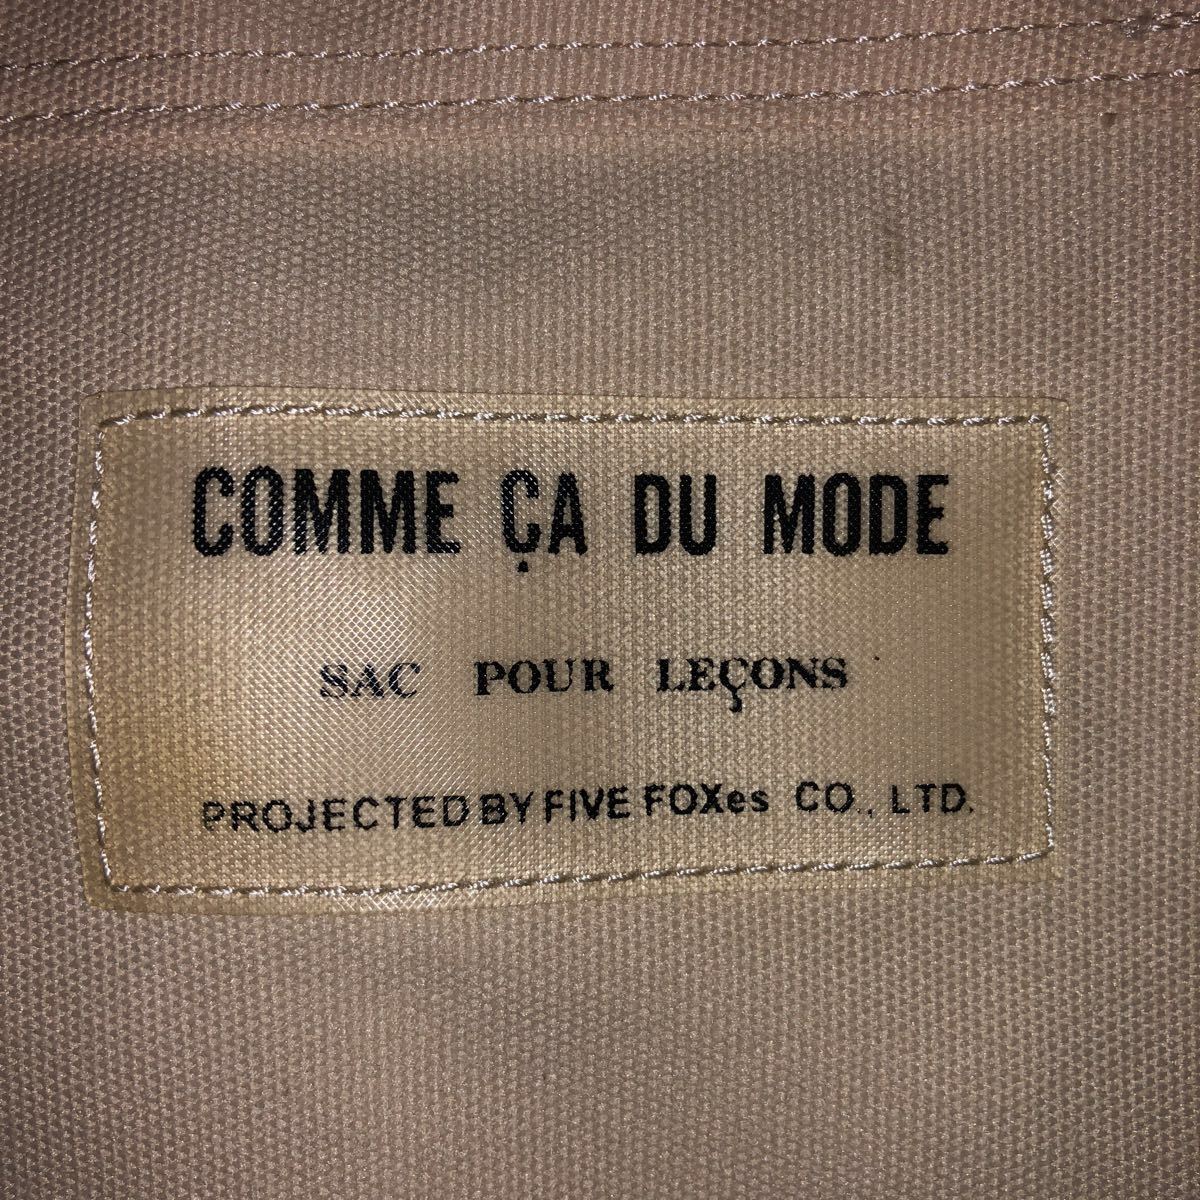 COMME ÇA DU MODE
SAC POUR LEÇONS
PROJECTED BY FIVE FOXes CO., LTD.